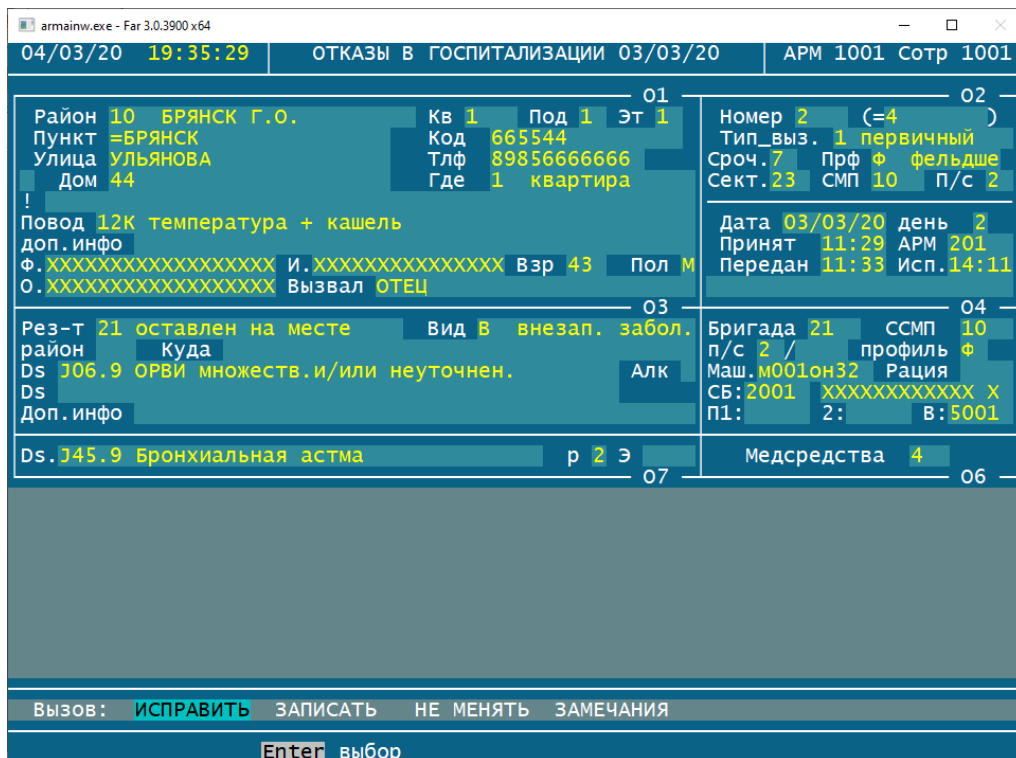 armainw.exe - Far 3.0.3900 x64
04/03/20 19:35:29 ОТКАЗЫ В ГОСПИТАЛИЗАЦИИ 03/03/20 АРМ 1001 Сотр 1001
01 02
Район 10 БРЯНСК Г.О. Кв 1 Под 1 Эт 1 Номер 2 (=4 )
Пункт =БРЯНСК Код 665544 Тип_выз. 1 первичный
Улица УЛЬЯНОВА Тлф 89856666666 Сроч.7 Прф Ф фельдше
Дом 44 Где 1 квартира Сект.23 СМП 10 П/с 2
!
Повод 12К температура + кашель Дата 03/03/20 день 2
доп.инфо Принят 11:29 АРМ 201
Ф.XXXXXXXXXXXXXXXXXX И.XXXXXXXXXXXXXXX Взр 43 Пол М Передан 11:33 Исп.14:11
О.XXXXXXXXXXXXXXXXXX Вызвал ОТЕЦ
03 04
Рез-т 21 оставлен на месте Вид В внезап. забол. Бригада 21 ССМП 10
район Куда п/с 2 / профиль Ф
Ds J06.9 ОРВИ множеств.и/или неуточнен. Алк Маш.м001он32 Рация
Ds СБ:2001 XXXXXXXXXXXX X
Доп.инфо П1: 2: В:5001
Ds.J45.9 Бронхиальная астма р 2 Э Медсредства 4
07 06
Вызов: ИСПРАВИТЬ ЗАПИСАТЬ НЕ МЕНЯТЬ ЗАМЕЧАНИЯ
Enter выбор